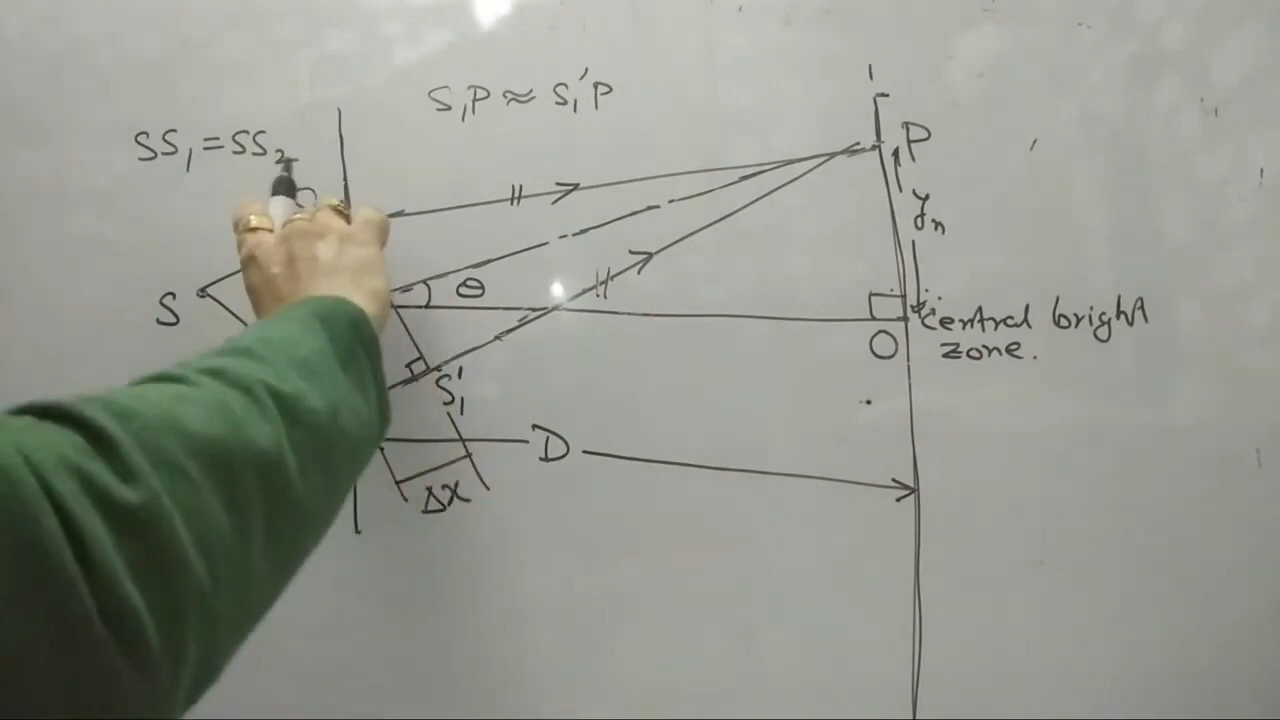 S₁P ≈ S₁'P
SS₁ = SS₂
P
yₙ
S
θ
Central bright
zone.
O
S₁'
D
Δx